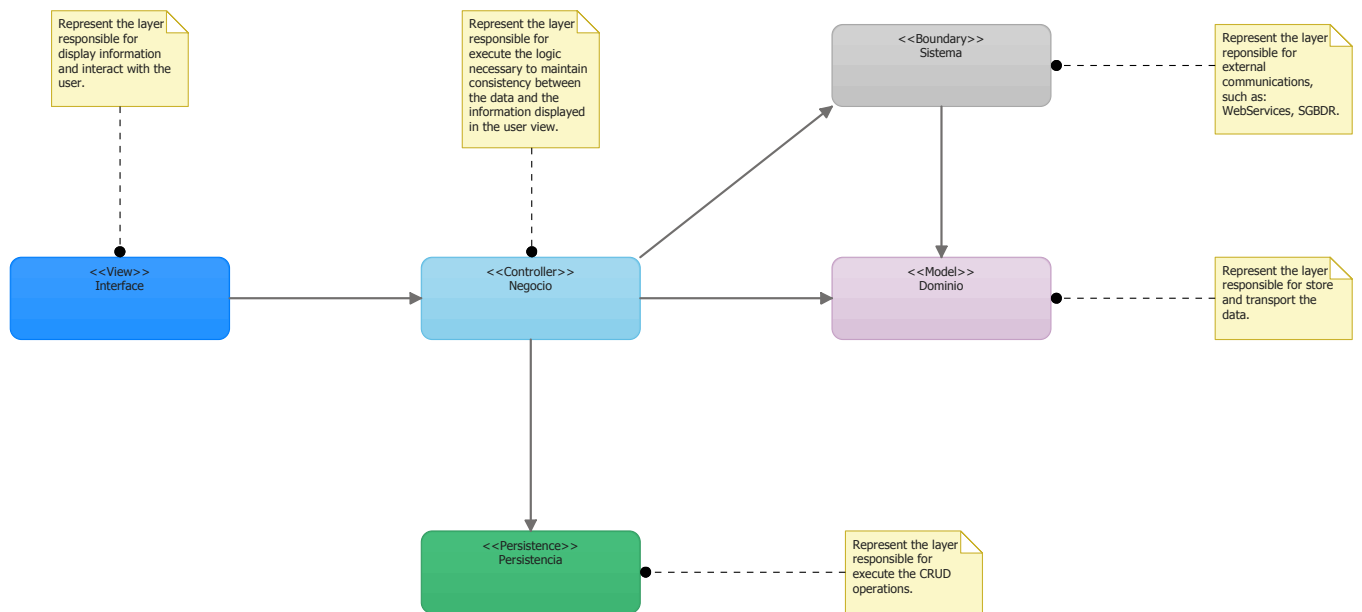 Represent the layer
responsible for
display information
and interact with the
user.
Represent the layer
responsible for
execute the logic
necessary to maintain
consistency between
the data and the
information displayed
in the user view.
<<Boundary>>
Sistema
Represent the layer
reponsible for
external
communications,
such as:
WebServices, SGBDR.
<<View>>
Interface
<<Controller>>
Negocio
<<Model>>
Dominio
Represent the layer
responsible for store
and transport the
data.
<<Persistence>>
Persistencia
Represent the layer
responsible for
execute the CRUD
operations.